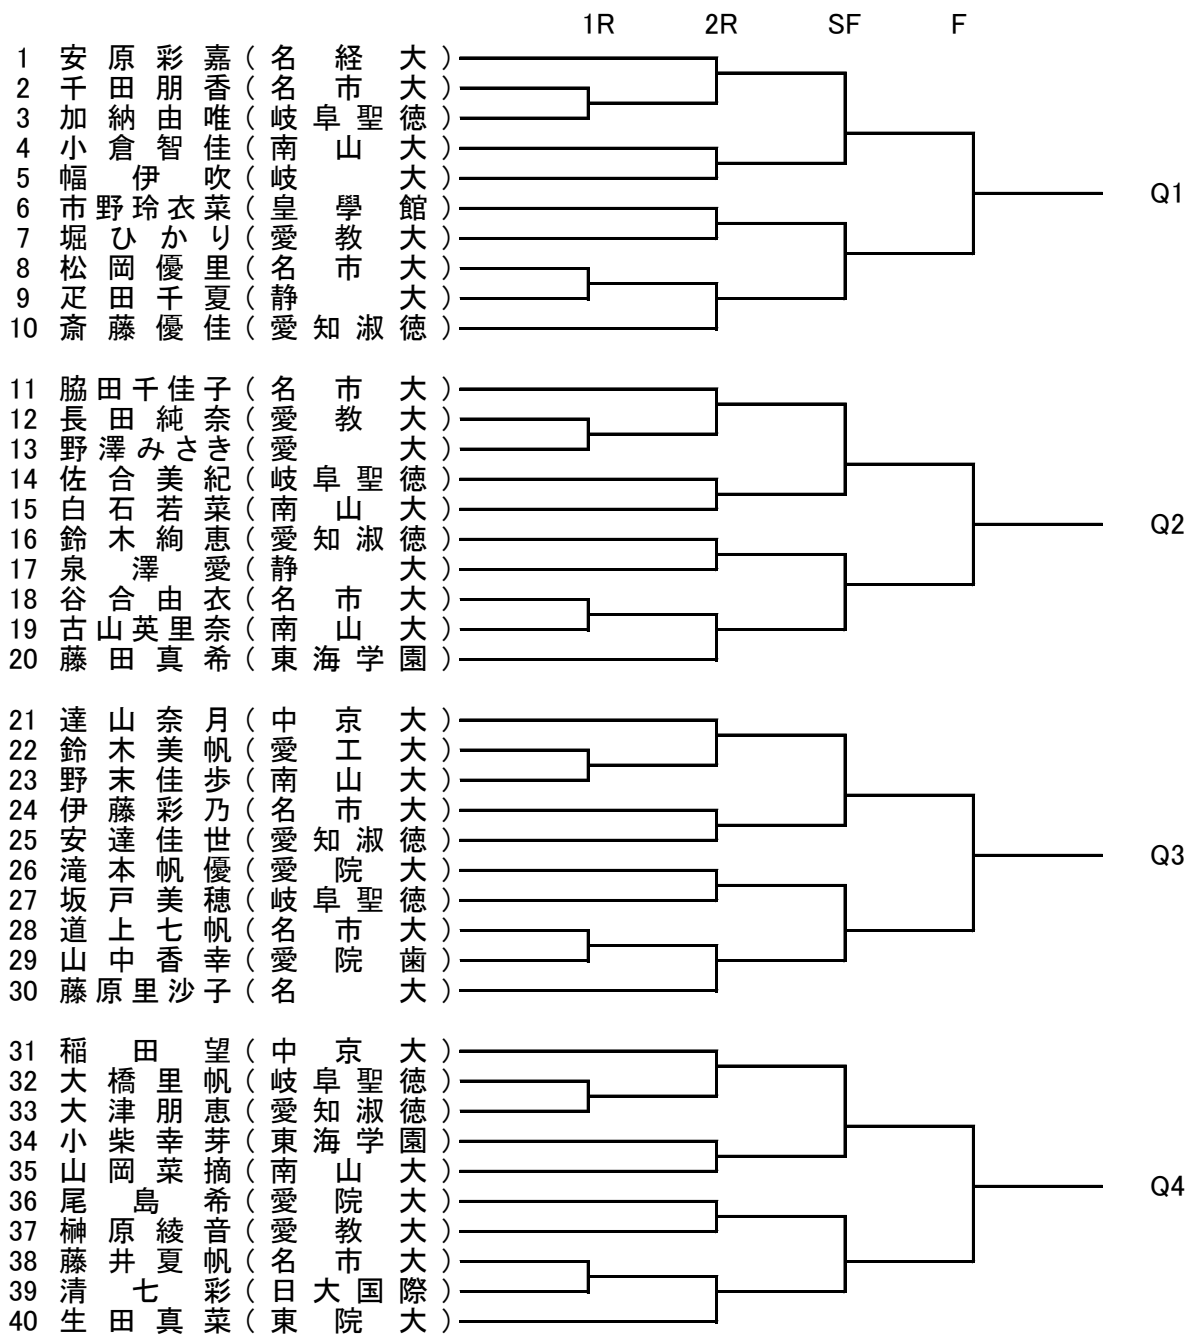 1R 2R SF F
1 安原彩嘉(名経大)
2 千田朋香(名市大)
3 加納由唯(岐阜聖徳)
4 小倉智佳(南山大)
5 幅伊吹(岐大)
Q1
6 市野玲衣菜(皇學館)
7 堀ひかり(愛教大)
8 松岡優里(名市大)
9 疋田千夏(静大)
10 斎藤優佳(愛知淑徳)
11 脇田千佳子(名市大)
12 長田純奈(愛教大)
13 野澤みさき(愛大)
14 佐合美紀(岐阜聖徳)
15 白石若菜(南山大)
Q2
16 鈴木絢恵(愛知淑徳)
17 泉澤愛(静大)
18 谷合由衣(名市大)
19 古山英里奈(南山大)
20 藤田真希(東海学園)
21 達山奈月(中京大)
22 鈴木美帆(愛工大)
23 野末佳歩(南山大)
24 伊藤彩乃(名市大)
25 安達佳世(愛知淑徳)
Q3
26 滝本帆優(愛院大)
27 坂戸美穂(岐阜聖徳)
28 道上七帆(名市大)
29 山中香幸(愛院歯)
30 藤原里沙子(名大)
31 稲田望(中京大)
32 大橋里帆(岐阜聖徳)
33 大津朋恵(愛知淑徳)
34 小柴幸芽(東海学園)
35 山岡菜摘(南山大)
Q4
36 尾島希(愛院大)
37 榊原綾音(愛教大)
38 藤井夏帆(名市大)
39 清七彩(日大国際)
40 生田真菜(東院大)